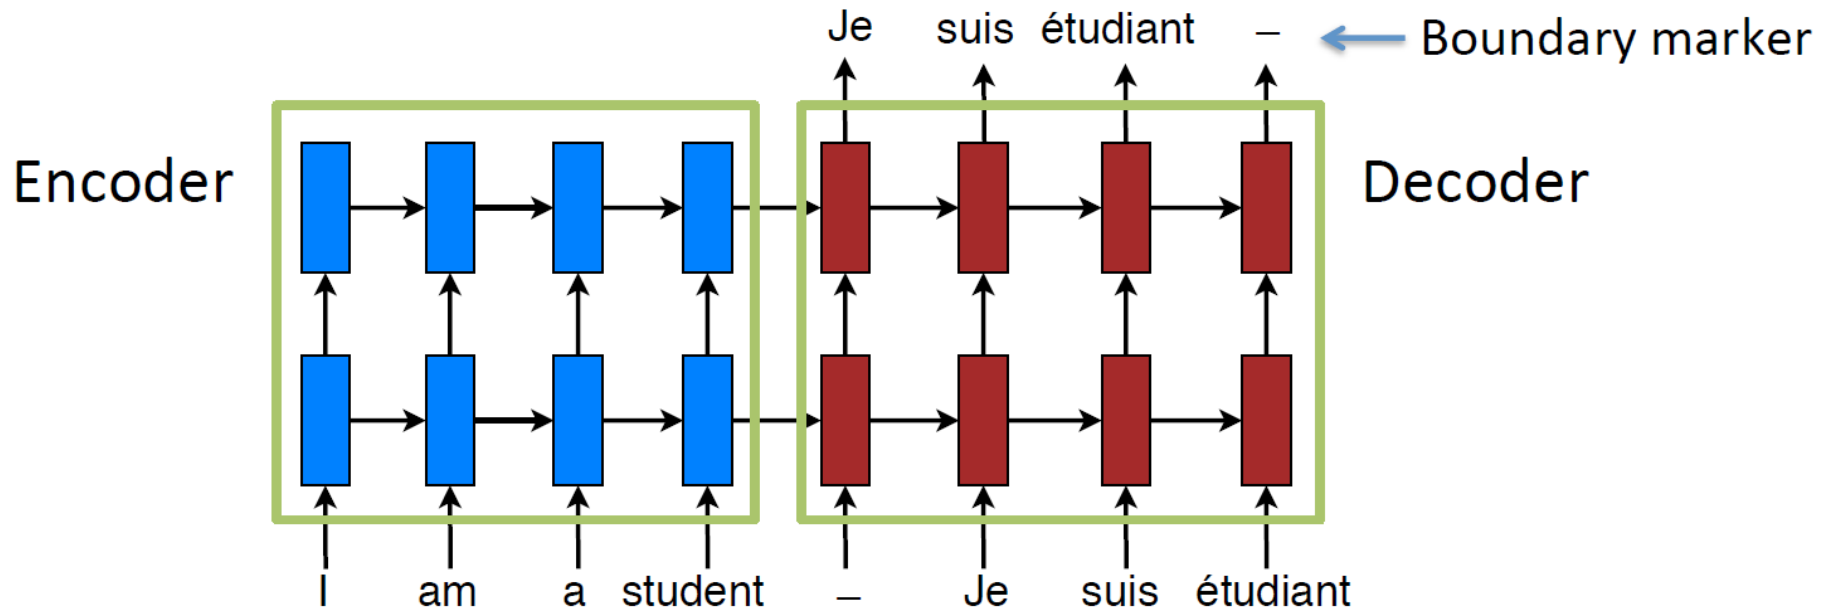 Je suis étudiant – Boundary marker
Encoder
Decoder
I am a student – Je suis étudiant